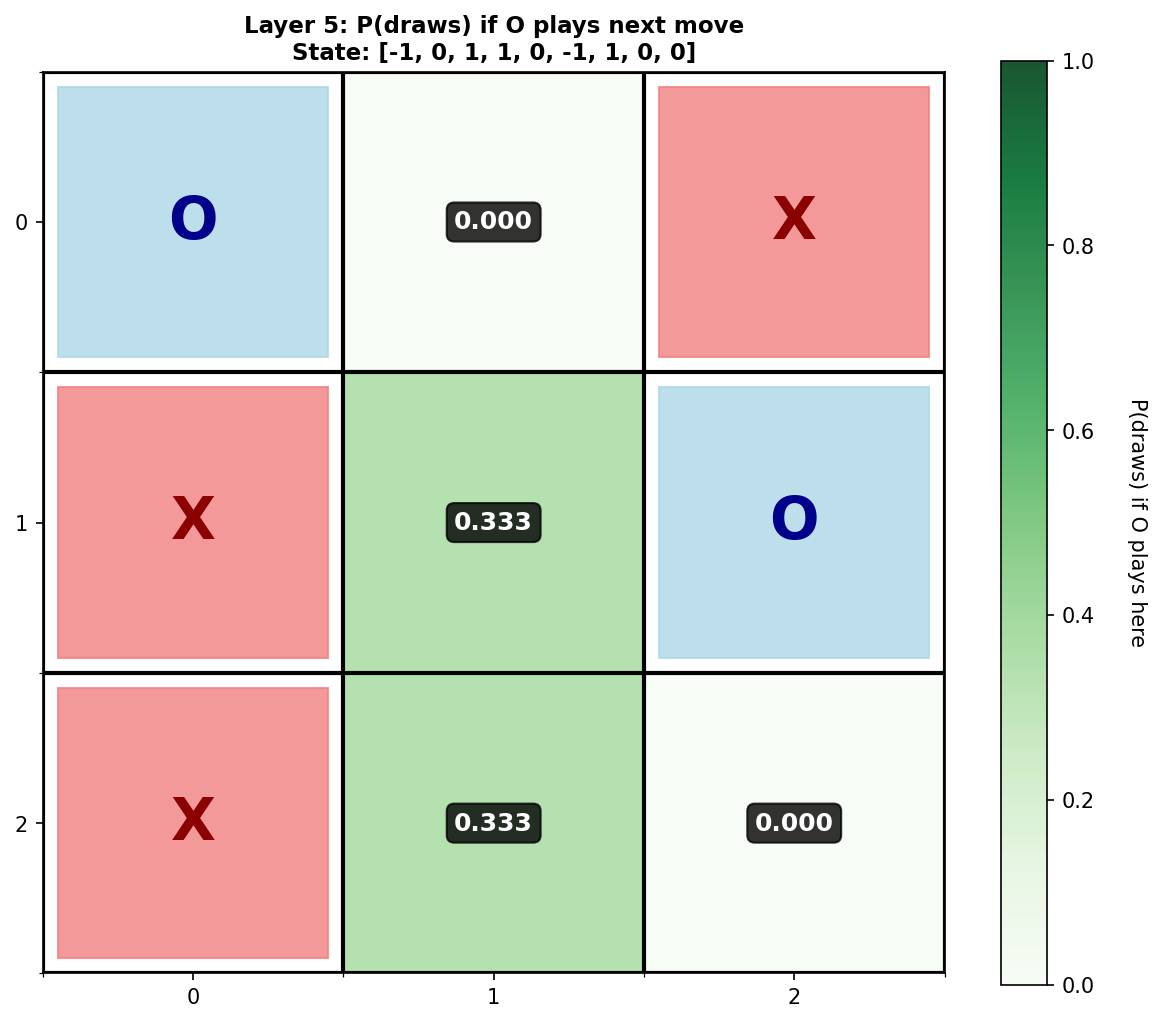 Layer 5: P(draws) if O plays next move
State: [-1, 0, 1, 1, 0, -1, 1, 0, 0]
0
1
2
O
0.000
X
X
0.333
O
X
0.333
0.000
0
1
2
1.0
0.8
0.6
0.4
0.2
0.0
P(draws) if O plays here